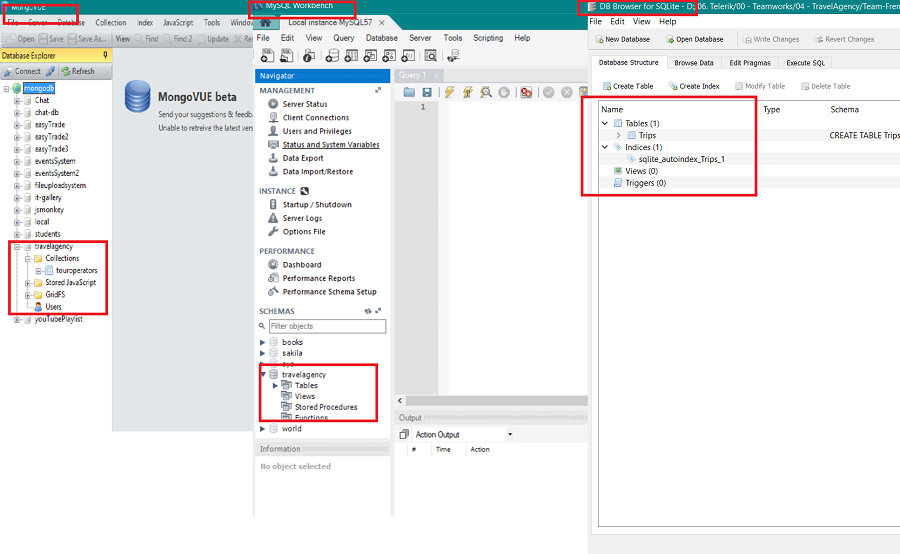 MongoVUE
File Server Database Collection Index JavaScript Tools Window
Open Save Save As... View Find Find 2 Update Re
Database Explorer
Connect Refresh
mongodb
Chat
chat-db
easyTrade
easyTrade2
easyTrade3
eventsSystem
eventsSystem2
fileuploadsystem
it-gallery
jsmonkey
local
students
travelagency
Collections
touroperators
Stored JavaScript
GridFS
Users
youTubePlaylist
MongoVUE beta
Send your suggestions & feedba
Unable to retreive the latest vers
MySQL Workbench
Local instance MySQL57
File Edit View Query Database Server Tools Scripting Help
Navigator
MANAGEMENT
Server Status
Client Connections
Users and Privileges
Status and System Variables
Data Export
Data Import/Restore
INSTANCE
Startup / Shutdown
Server Logs
Options File
PERFORMANCE
Dashboard
Performance Reports
Performance Schema Setup
SCHEMAS
Filter objects
books
sakila
sys
travelagency
Tables
Views
Stored Procedures
Functions
world
Information
No object selected
Query 1
1
Output
Action Output
# Time Action
DB Browser for SQLite - D:\06. Telerik\00 - Teamworks\04 - TravelAgency\Team-Fren
File Edit View Help
New Database Open Database Write Changes Revert Changes
Database Structure Browse Data Edit Pragmas Execute SQL
Create Table Create Index Modify Table Delete Table
Name Type Schema
Tables (1)
Trips CREATE TABLE Trips
Indices (1)
sqlite_autoindex_Trips_1
Views (0)
Triggers (0)